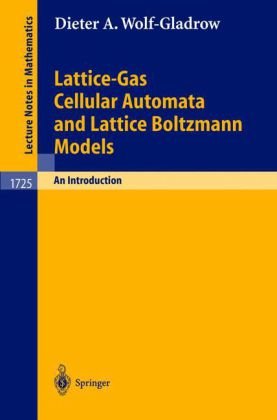 Dieter A. Wolf-Gladrow
Lattice-Gas
Cellular Automata
and Lattice Boltzmann
Models
An Introduction
Lecture Notes in Mathematics
1725
Springer